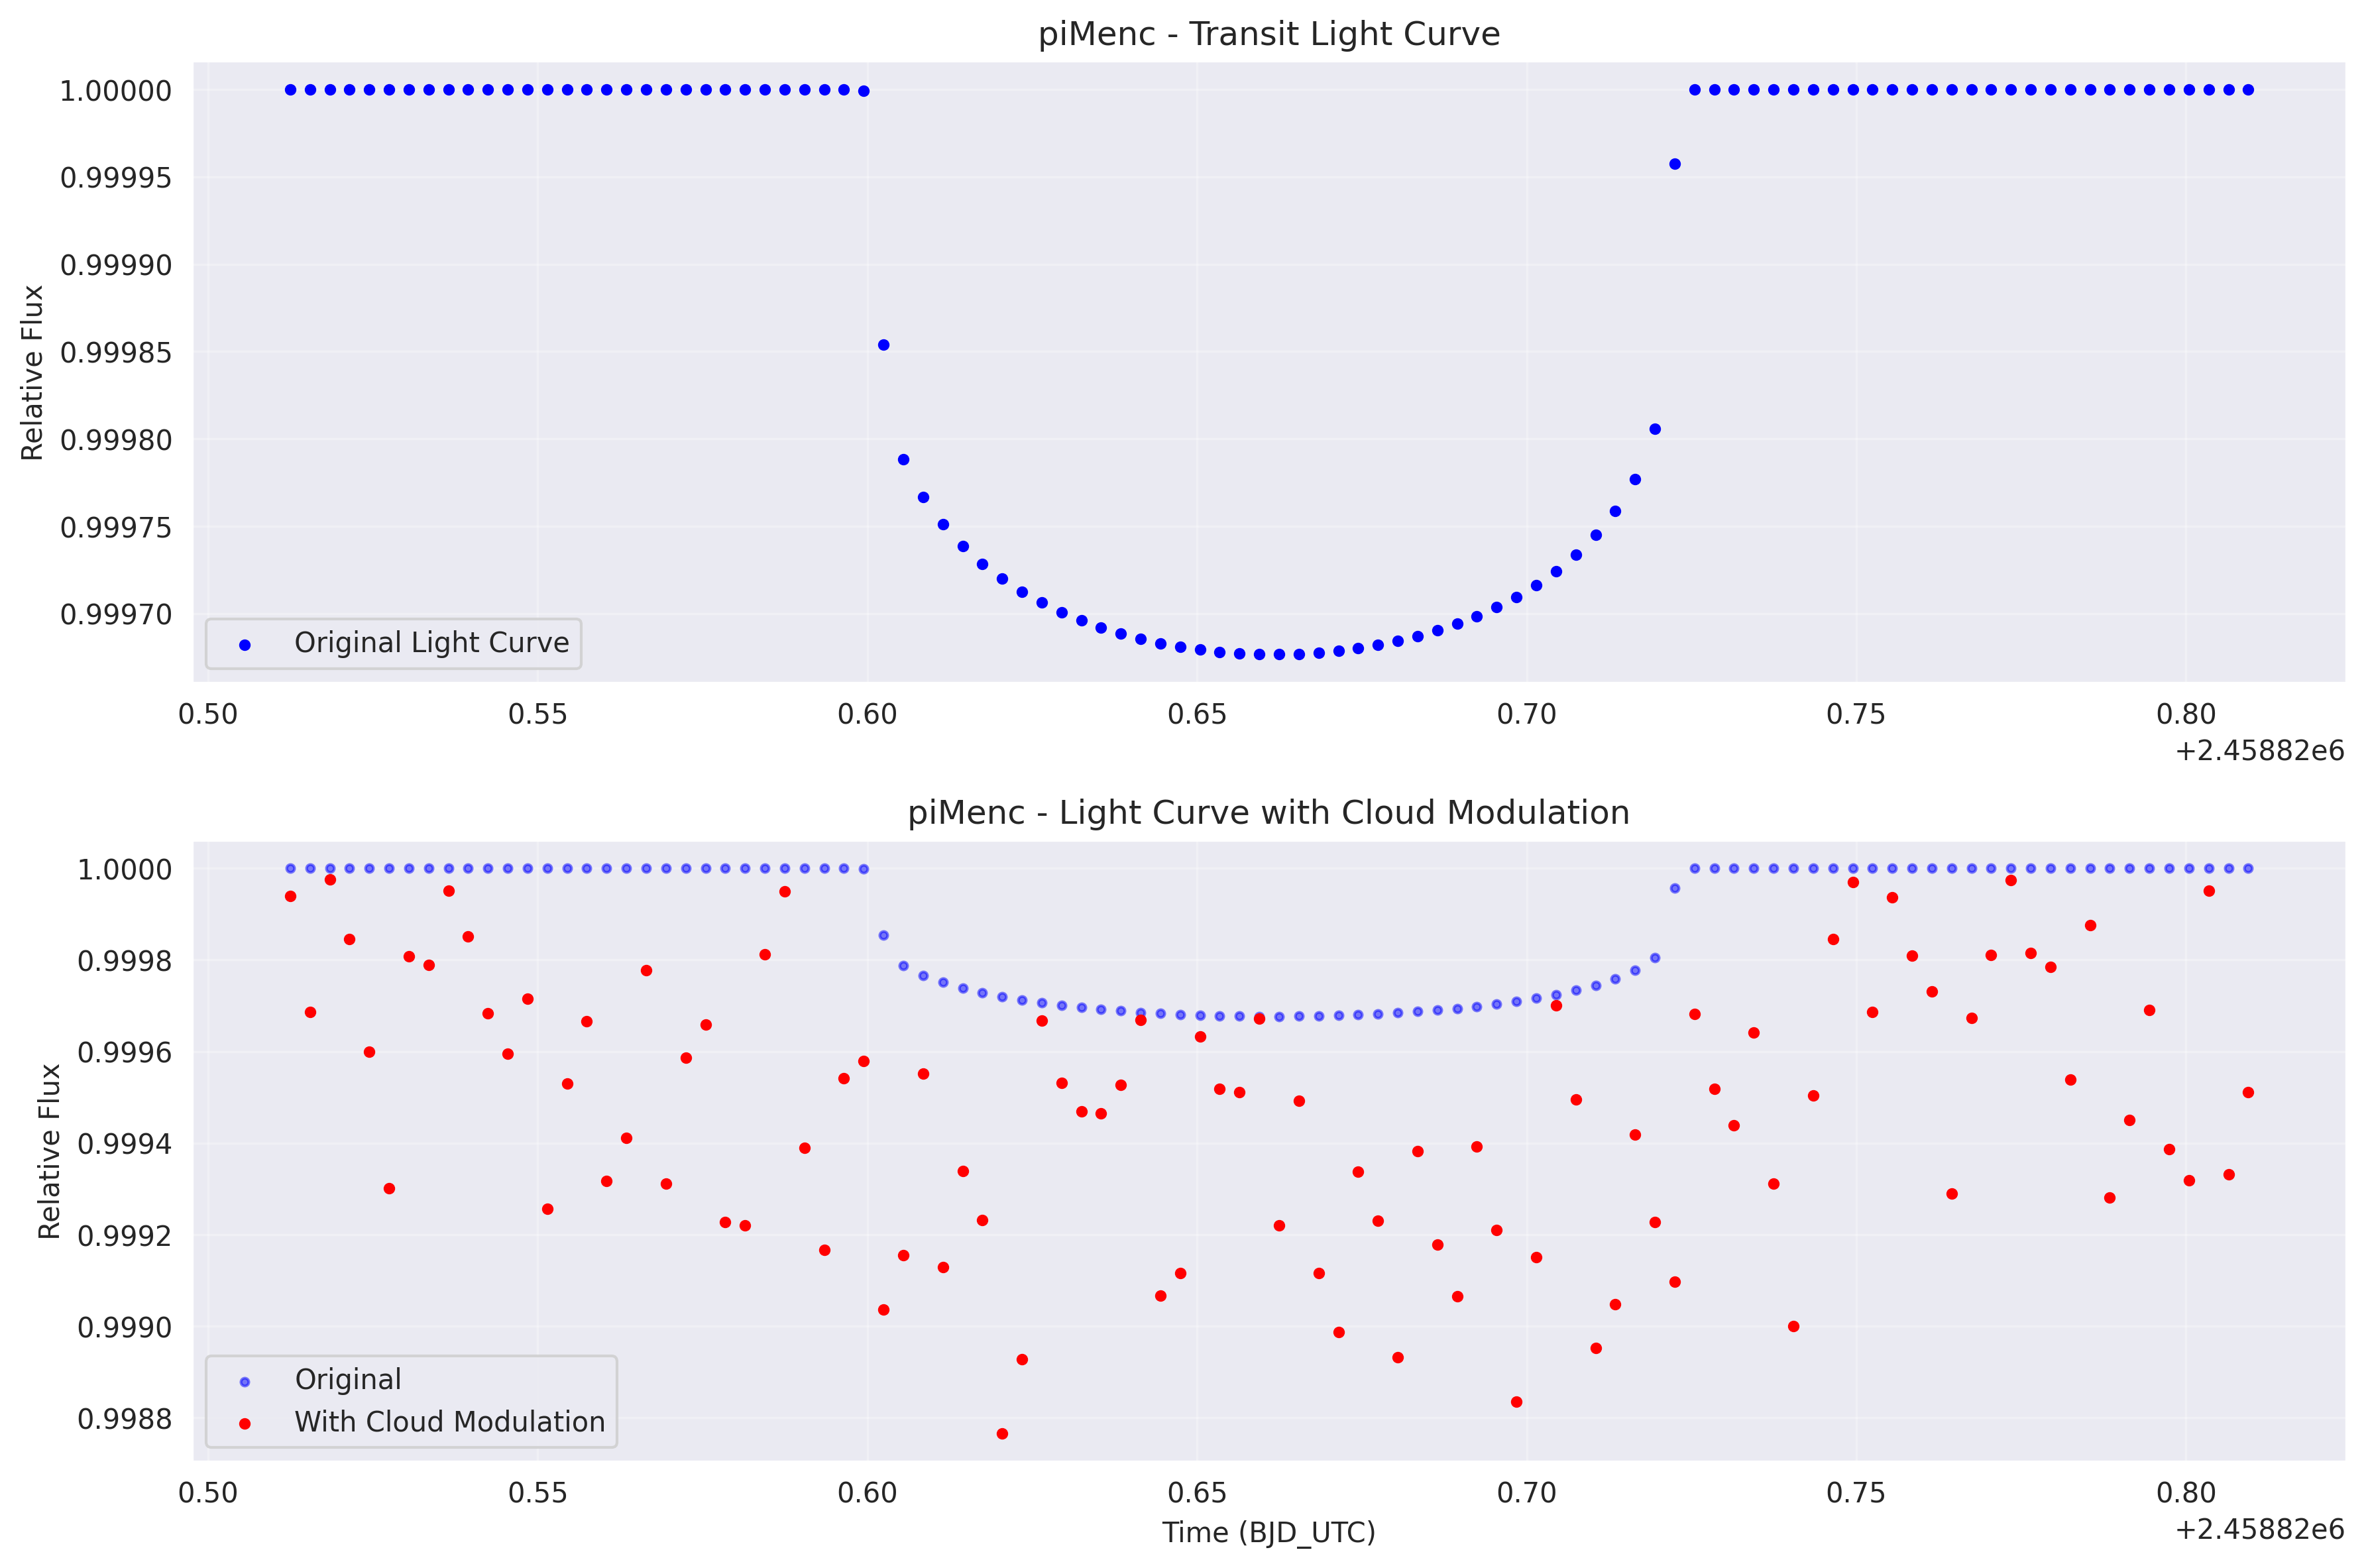 piMenc - Transit Light Curve
1.00000
0.99995
0.99990
0.99985
0.99980
0.99975
0.99970
Relative Flux
Original Light Curve
0.50 0.55 0.60 0.65 0.70 0.75 0.80
+2.45882e6
piMenc - Light Curve with Cloud Modulation
1.0000
0.9998
0.9996
0.9994
0.9992
0.9990
0.9988
Relative Flux
Original
With Cloud Modulation
0.50 0.55 0.60 0.65 0.70 0.75 0.80
Time (BJD_UTC)
+2.45882e6